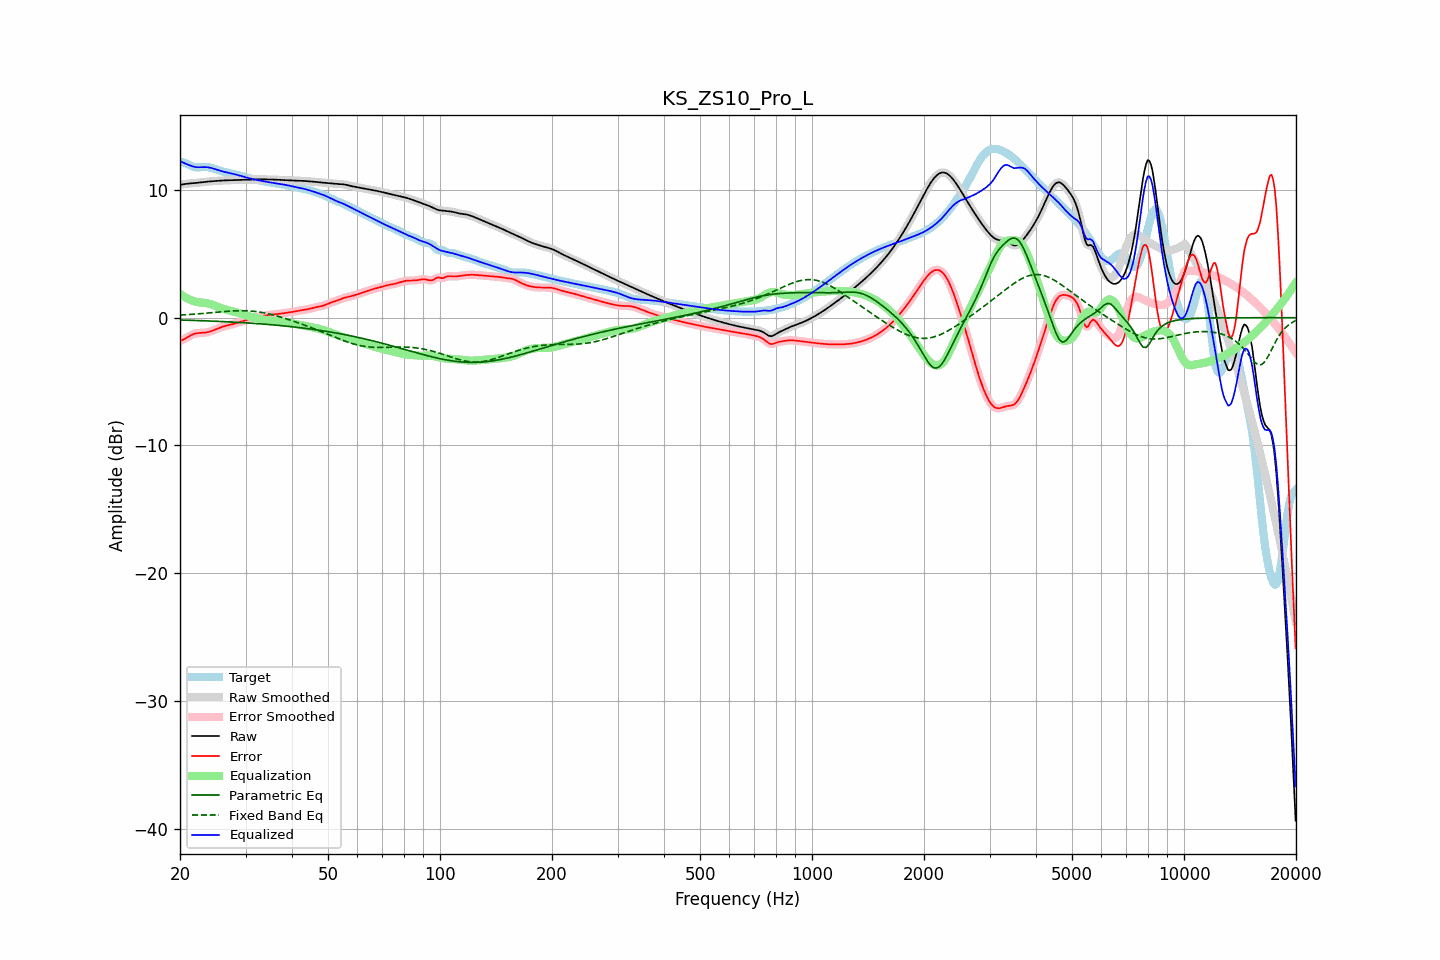 KS_ZS10_Pro_L
Amplitude (dBr)
10
0
−10
−20
−30
−40
Target
Raw Smoothed
Error Smoothed
Raw
Error
Equalization
Parametric Eq
Fixed Band Eq
Equalized
20 50 100 200 500 1000 2000 5000 10000 20000
Frequency (Hz)